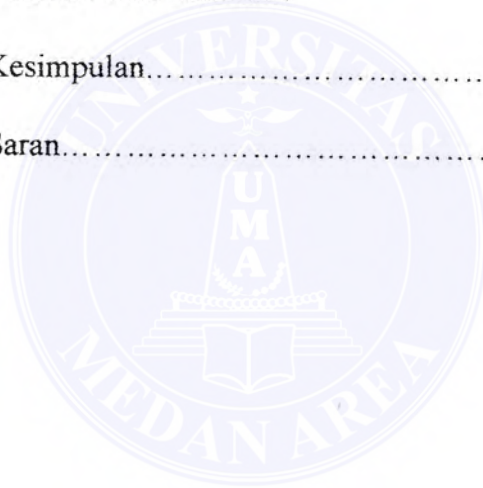 Kesimpulan..........................................
Saran..................................................
UNIVERSITAS
UMA
MEDAN AREA